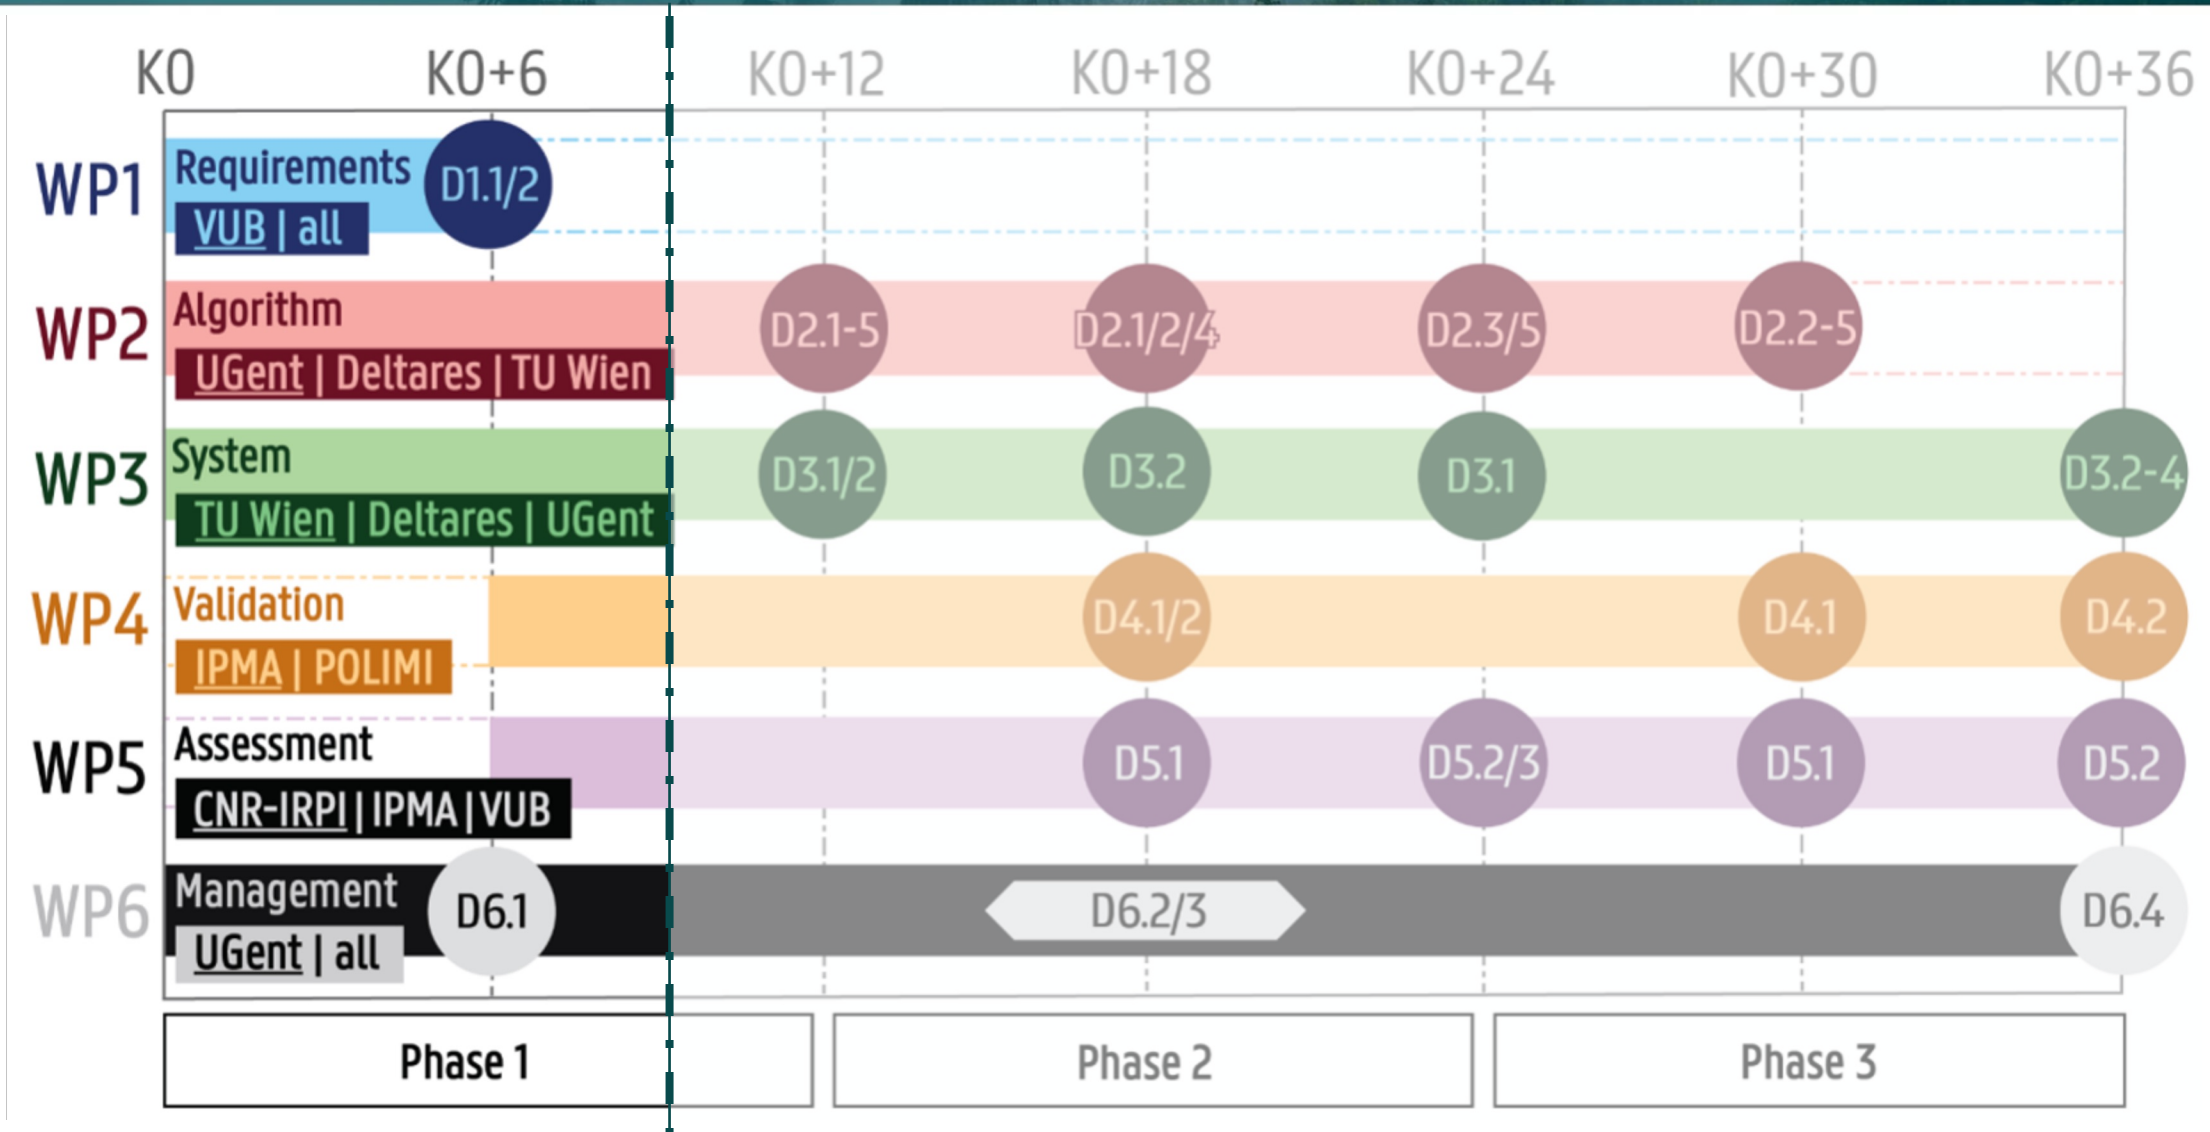 K0 K0+6 K0+12 K0+18 K0+24 K0+30 K0+36
WP1 Requirements D1.1/2
VUB | all
WP2 Algorithm D2.1-5 D2.1/2/4 D2.3/5 D2.2-5
UGent | Deltares | TU Wien
WP3 System D3.1/2 D3.2 D3.1 D3.2-4
TU Wien | Deltares | UGent
WP4 Validation D4.1/2 D4.1 D4.2
IPMA | POLIMI
WP5 Assessment D5.1 D5.2/3 D5.1 D5.2
CNR-IRPI | IPMA | VUB
WP6 Management D6.1 D6.2/3 D6.4
UGent | all
Phase 1 Phase 2 Phase 3